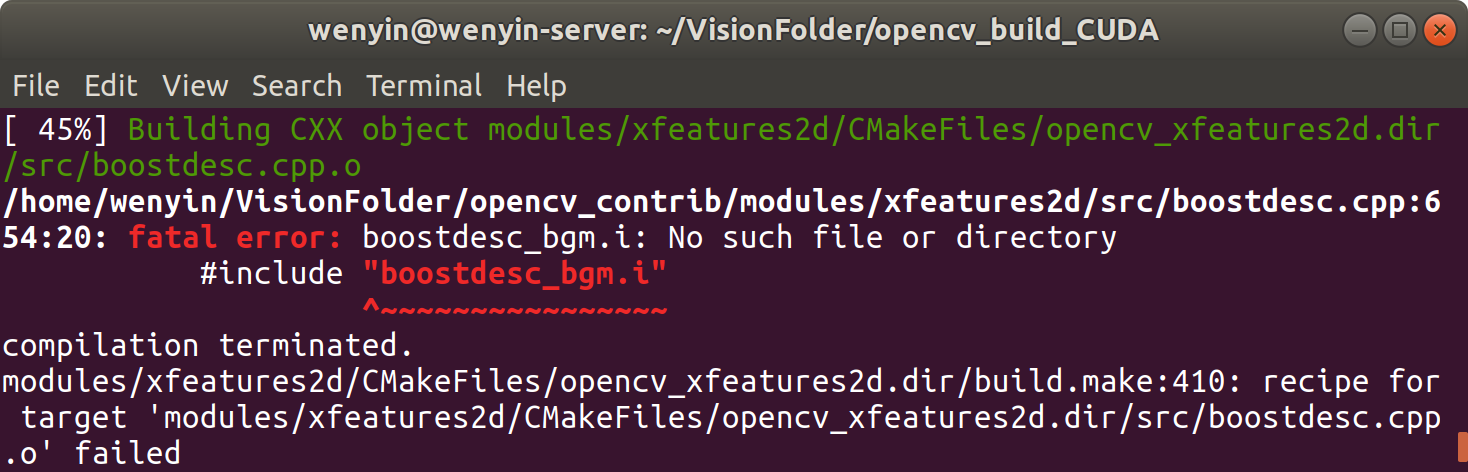 wenyin@wenyin-server: ~/VisionFolder/opencv_build_CUDA
File Edit View Search Terminal Help
[ 45%] Building CXX object modules/xfeatures2d/CMakeFiles/opencv_xfeatures2d.dir
/src/boostdesc.cpp.o
/home/wenyin/VisionFolder/opencv_contrib/modules/xfeatures2d/src/boostdesc.cpp:6
54:20: fatal error: boostdesc_bgm.i: No such file or directory
           #include "boostdesc_bgm.i"
                    ^~~~~~~~~~~~~~~~~
compilation terminated.
modules/xfeatures2d/CMakeFiles/opencv_xfeatures2d.dir/build.make:410: recipe for
 target 'modules/xfeatures2d/CMakeFiles/opencv_xfeatures2d.dir/src/boostdesc.cpp
.o' failed